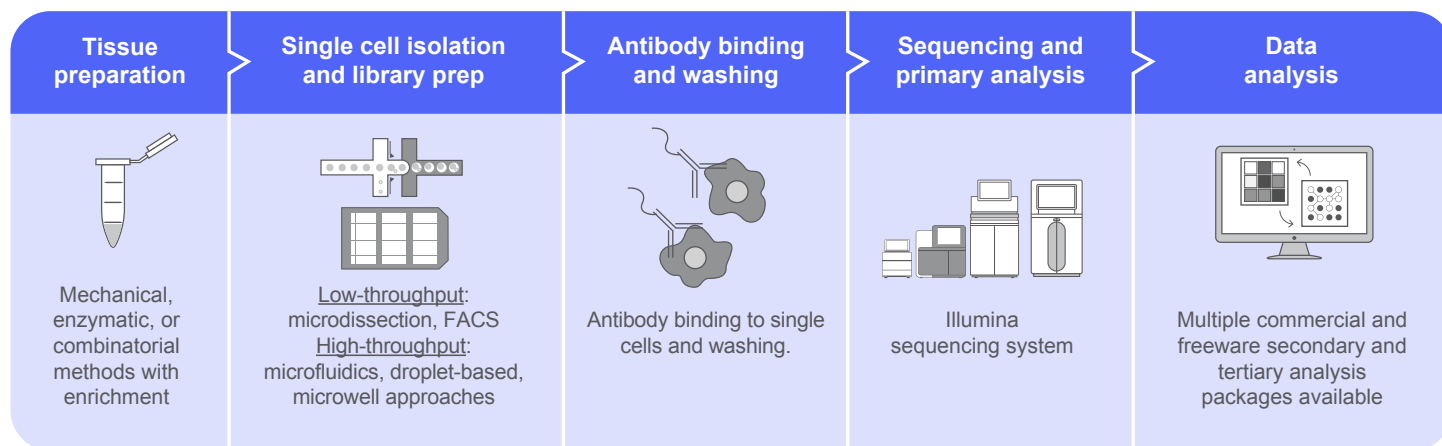 Tissue
preparation
Single cell isolation
and library prep
Antibody binding
and washing
Sequencing and
primary analysis
Data
analysis
Mechanical,
enzymatic, or
combinatorial
methods with
enrichment
Low-throughput:
microdissection, FACS
High-throughput:
microfluidics, droplet-based,
microwell approaches
Antibody binding to single
cells and washing.
Illumina
sequencing system
Multiple commercial and
freeware secondary and
tertiary analysis
packages available